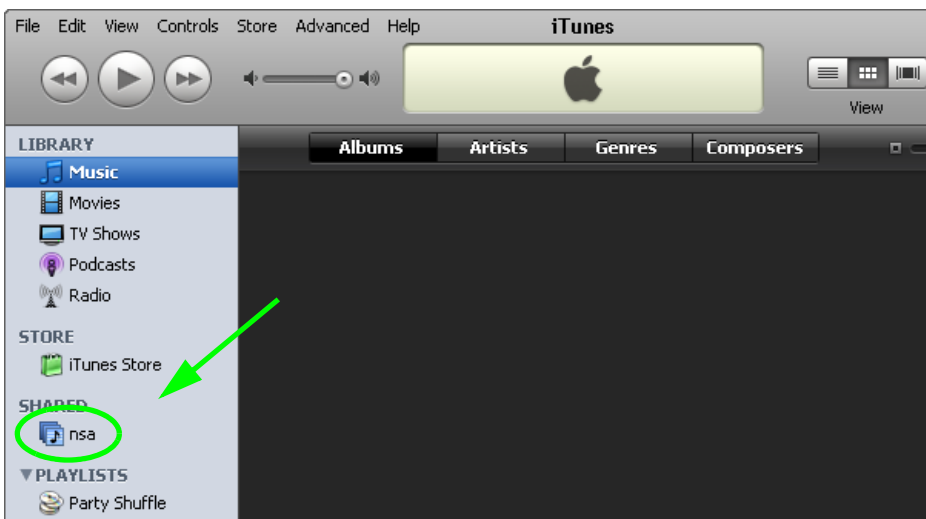 File Edit View Controls Store Advanced Help iTunes
View
LIBRARY
Albums Artists Genres Composers
Music
Movies
TV Shows
Podcasts
Radio
STORE
iTunes Store
SHARED
nsa
PLAYLISTS
Party Shuffle